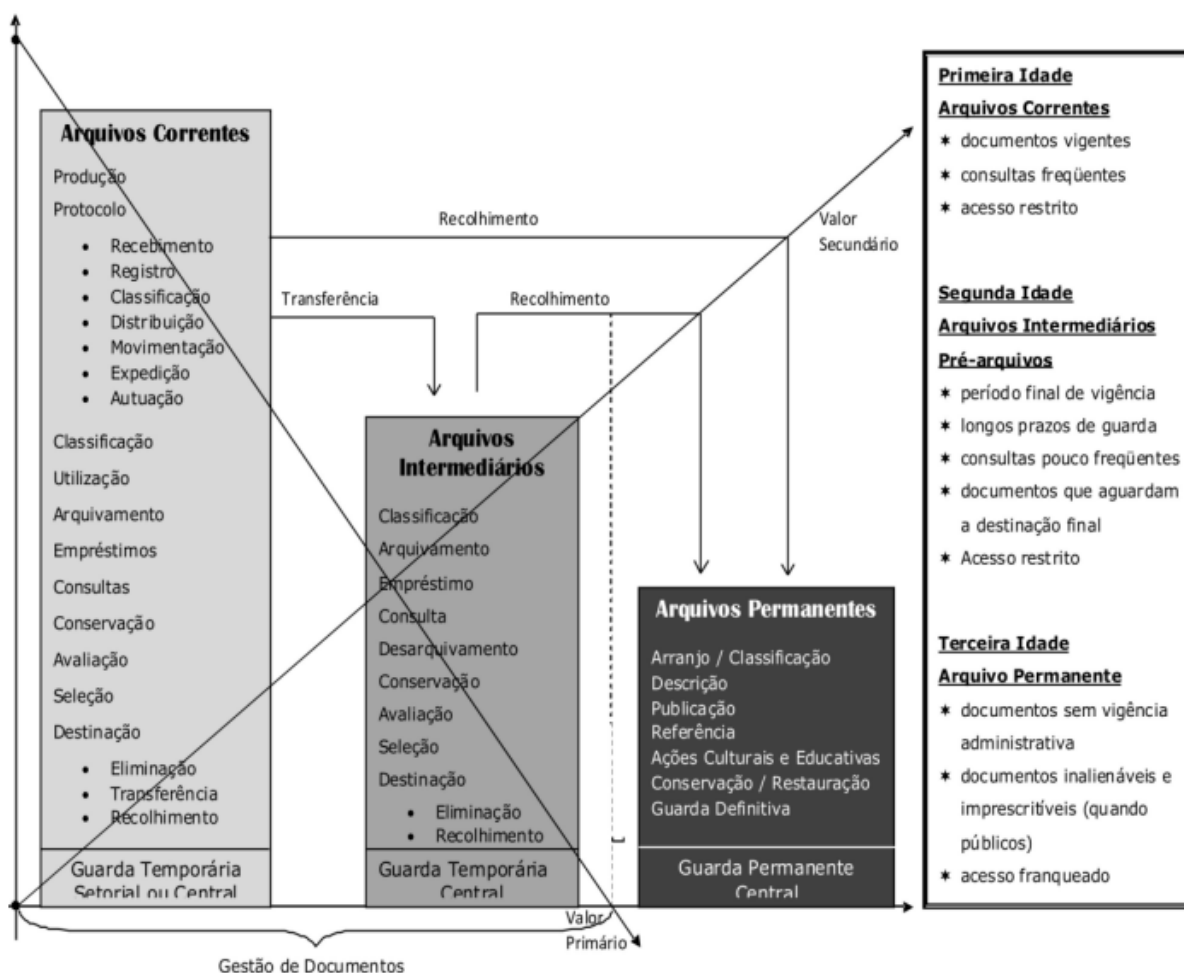 Arquivos Correntes
Produção
Protocolo
• Recebimento
• Registro
• Classificação
• Distribuição
• Movimentação
• Expedição
• Autuação
Classificação
Utilização
Arquivamento
Empréstimos
Consultas
Conservação
Avaliação
Seleção
Destinação
• Eliminação
• Transferência
• Recolhimento
Guarda Temporária
Setorial ou Central
Recolhimento
Transferência
Recolhimento
Valor
Secundário
Arquivos
Intermediários
Classificação
Arquivamento
Empréstimo
Consulta
Desarquivamento
Conservação
Avaliação
Seleção
Destinação
• Eliminação
• Recolhimento
Guarda Temporária
Central
Arquivos Permanentes
Arranjo / Classificação
Descrição
Publicação
Referência
Ações Culturais e Educativas
Conservação / Restauração
Guarda Definitiva
Guarda Permanente
Central
Valor
Primário
Gestão de Documentos
Primeira Idade
Arquivos Correntes
* documentos vigentes
* consultas freqüentes
* acesso restrito
Segunda Idade
Arquivos Intermediários
Pré-arquivos
* período final de vigência
* longos prazos de guarda
* consultas pouco freqüentes
* documentos que aguardam
a destinação final
* Acesso restrito
Terceira Idade
Arquivo Permanente
* documentos sem vigência
administrativa
* documentos inalienáveis e
imprescritíveis (quando
públicos)
* acesso franqueado